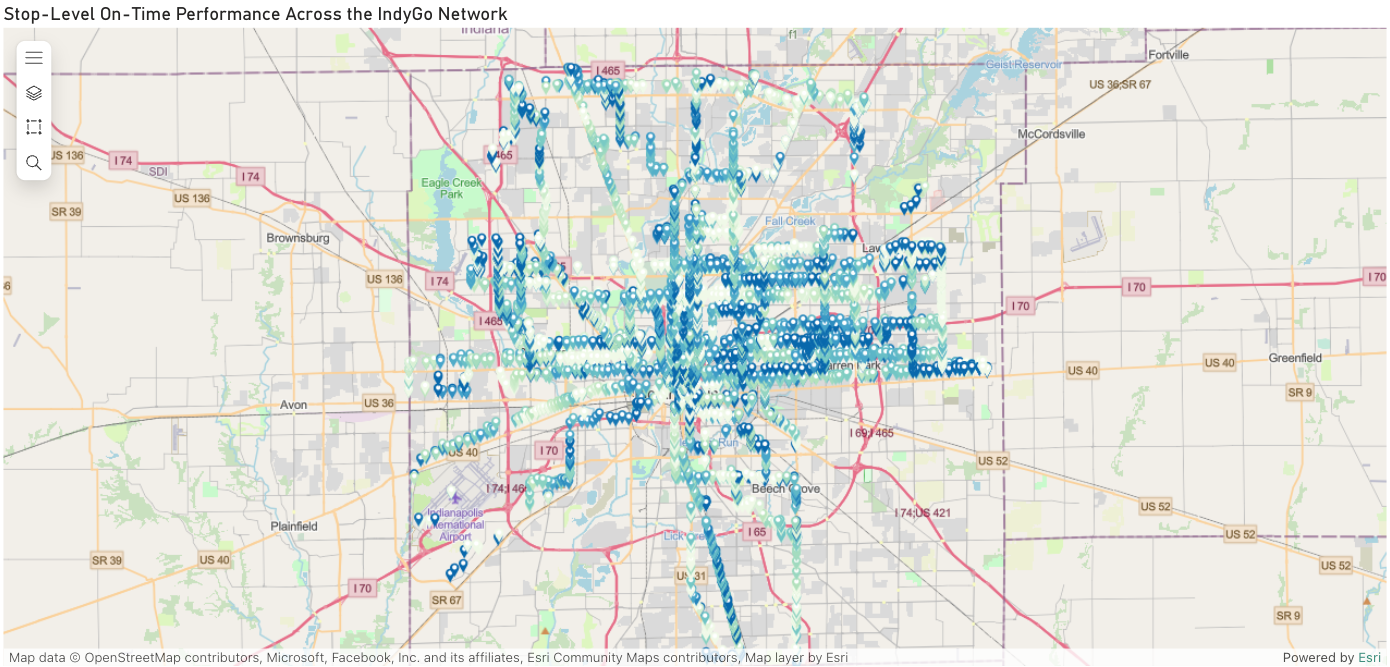 Stop-Level On-Time Performance Across the IndyGo Network
Indiana
f1
Fortville
I 465
Geist Reservoir
US 36;SR 67
McCordsville
US 136
I 74
SDI
I 74
465
US 136
Eagle Creek
Park
SR 39
Fall Creek
Brownsburg
Law
US 136
I 74
I 70
I 70
I 70
I 465
Greenfield
US 40
US 40
arren Park
SR 9
Avon
US 36
I 69;I 465
Run
US 40
I 70
US 52
I 74;I 46
Beech Grove
US 52
Indianapolis
International
Airport
I 74;US 421
Plainfield
I 65
Lick Cre
US 52
SR 39
US 40
US 52
US 31
I 70
SR 67
SR 9
Map data © OpenStreetMap contributors, Microsoft, Facebook, Inc. and its affiliates, Esri Community Maps contributors, Map layer by Esri
Powered by Esri